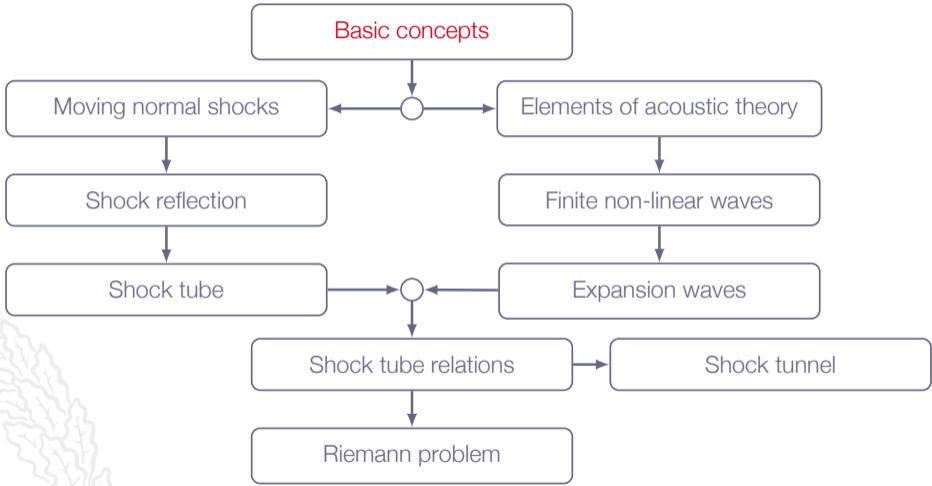 Basic concepts
Moving normal shocks
Elements of acoustic theory
Shock reflection
Finite non-linear waves
Shock tube
Expansion waves
Shock tube relations
Shock tunnel
Riemann problem